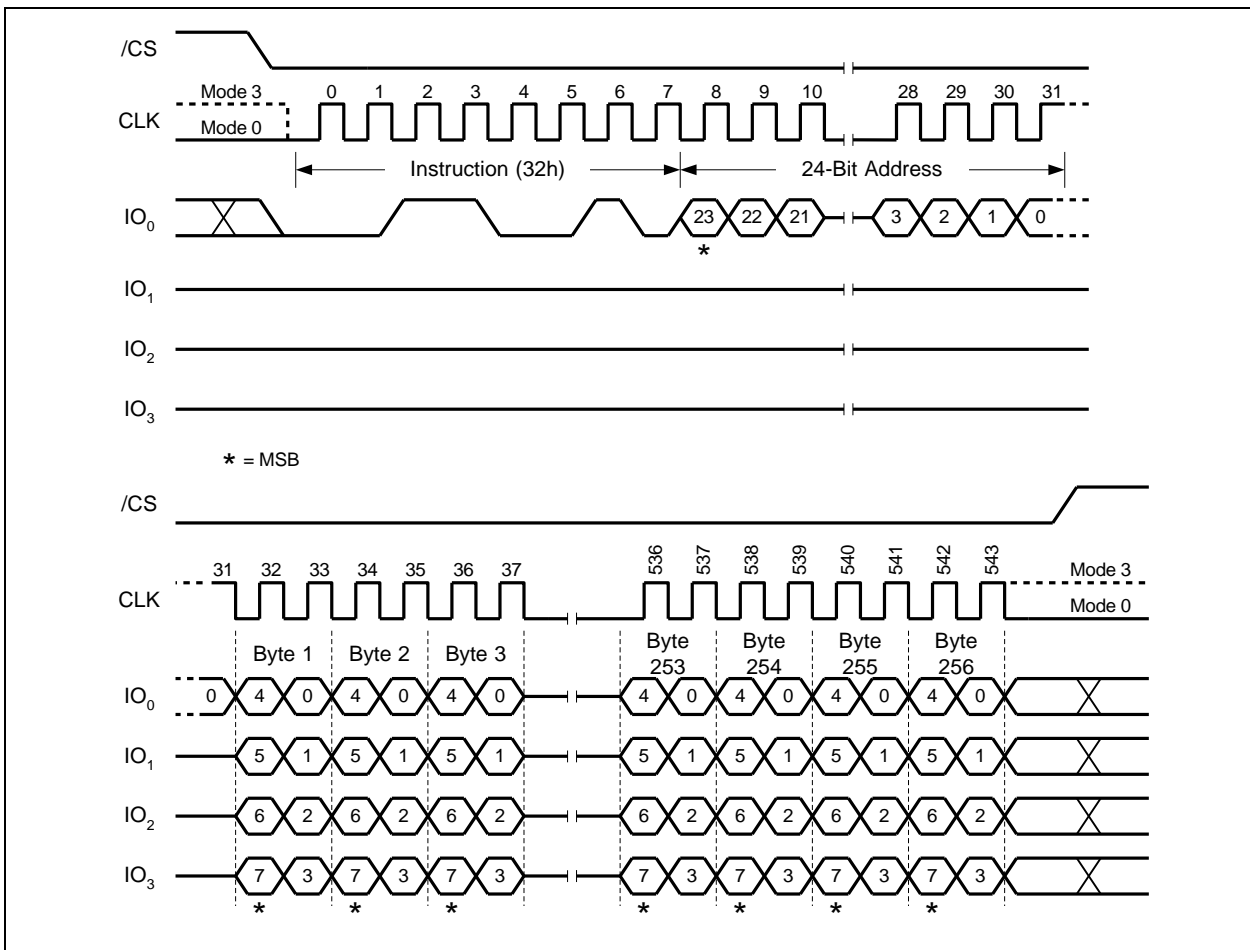 /CS
Mode 3 0 1 2 3 4 5 6 7 8 9 10 28 29 30 31
CLK
Mode 0
Instruction (32h) 24-Bit Address
IO0 23 22 21 3 2 1 0
*
IO1
IO2
IO3
* = MSB
/CS
31 32 33 34 35 36 37 536 537 538 539 540 541 542 543 Mode 3
CLK
Mode 0
Byte 1 Byte 2 Byte 3 Byte 253 Byte 254 Byte 255 Byte 256
IO0 0 4 0 4 0 4 0 4 0 4 0 4 0 4 0
IO1 5 1 5 1 5 1 5 1 5 1 5 1 5 1
IO2 6 2 6 2 6 2 6 2 6 2 6 2 6 2
IO3 7 3 7 3 7 3 7 3 7 3 7 3 7 3
* * * * * * *